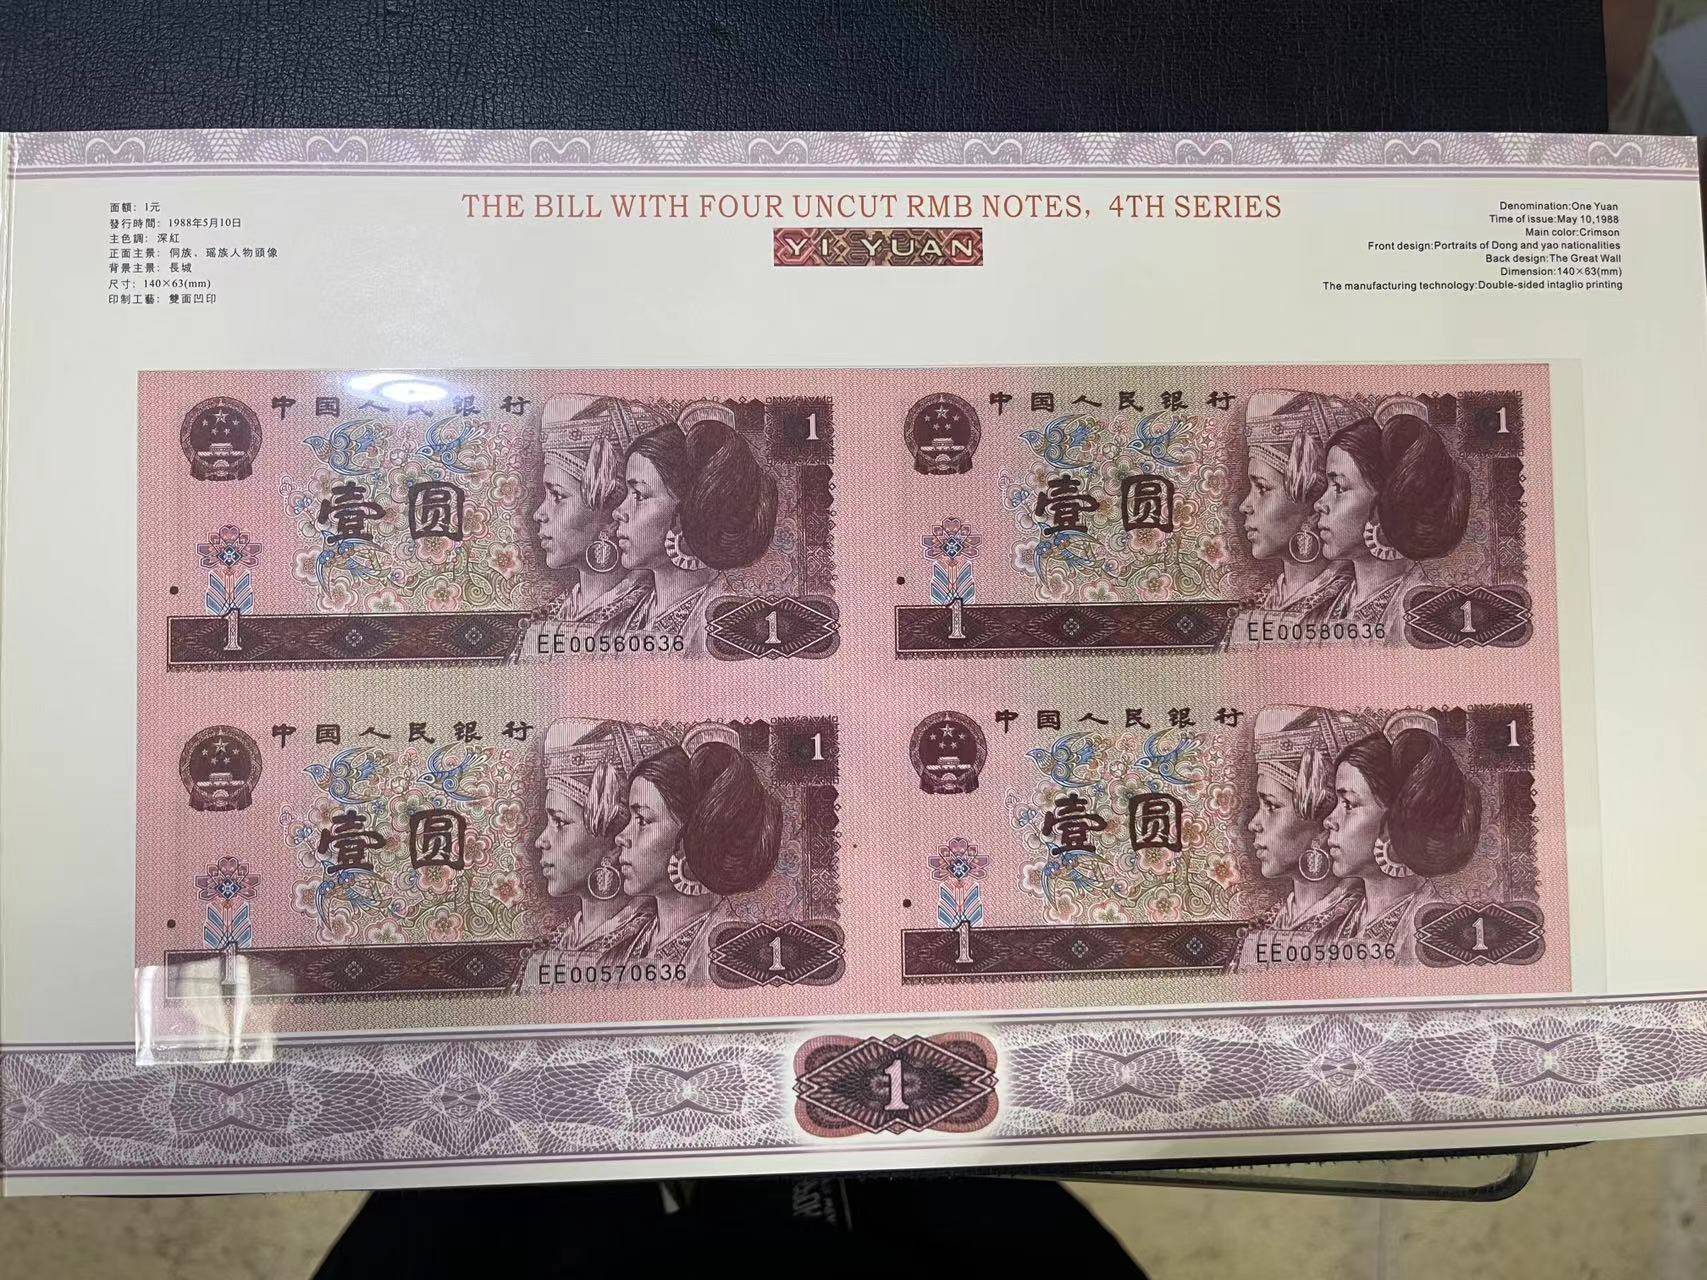 面額：1元
發行時間：1988年5月10日
主色調：深紅
正面主景：侗族、瑶族人物頭像
背景主景：長城
尺寸：140×63(mm)
印制工藝：雙面凹印
THE BILL WITH FOUR UNCUT RMB NOTES, 4TH SERIES
YI YUAN
Denomination:One Yuan
Time of issue:May 10,1988
Main color:Crimson
Front design:Portraits of Dong and yao nationalities
Back design:The Great Wall
Dimension:140×63(mm)
The manufacturing technology:Double-sided intaglio printing
中国人民银行
1
壹圆
1
EE00560636
1
中国人民银行
1
壹圆
1
EE00580636
1
中国人民银行
1
壹圆
1
EE00570636
1
中国人民银行
1
壹圆
1
EE00590636
1
1